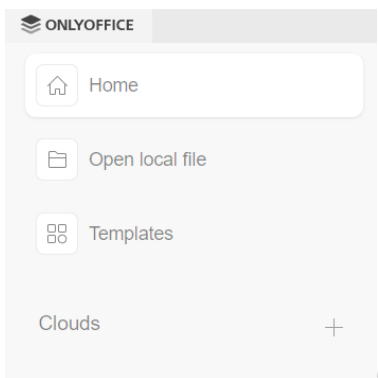 ONLYOFFICE
Home
Open local file
Templates
Clouds